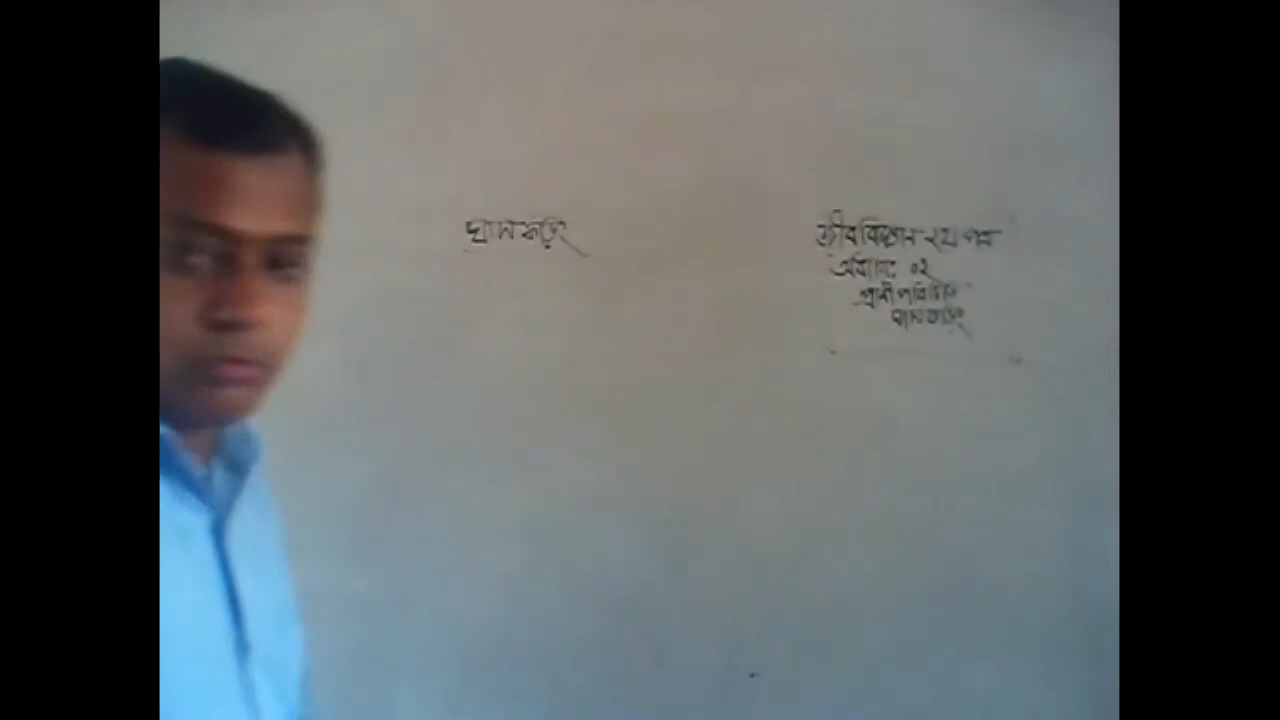 ঘাসফড়িং
জীববিজ্ঞান ২য় পত্র
অধ্যায়: ০২
প্রাণী পরিচিতি
ঘাসফড়িং